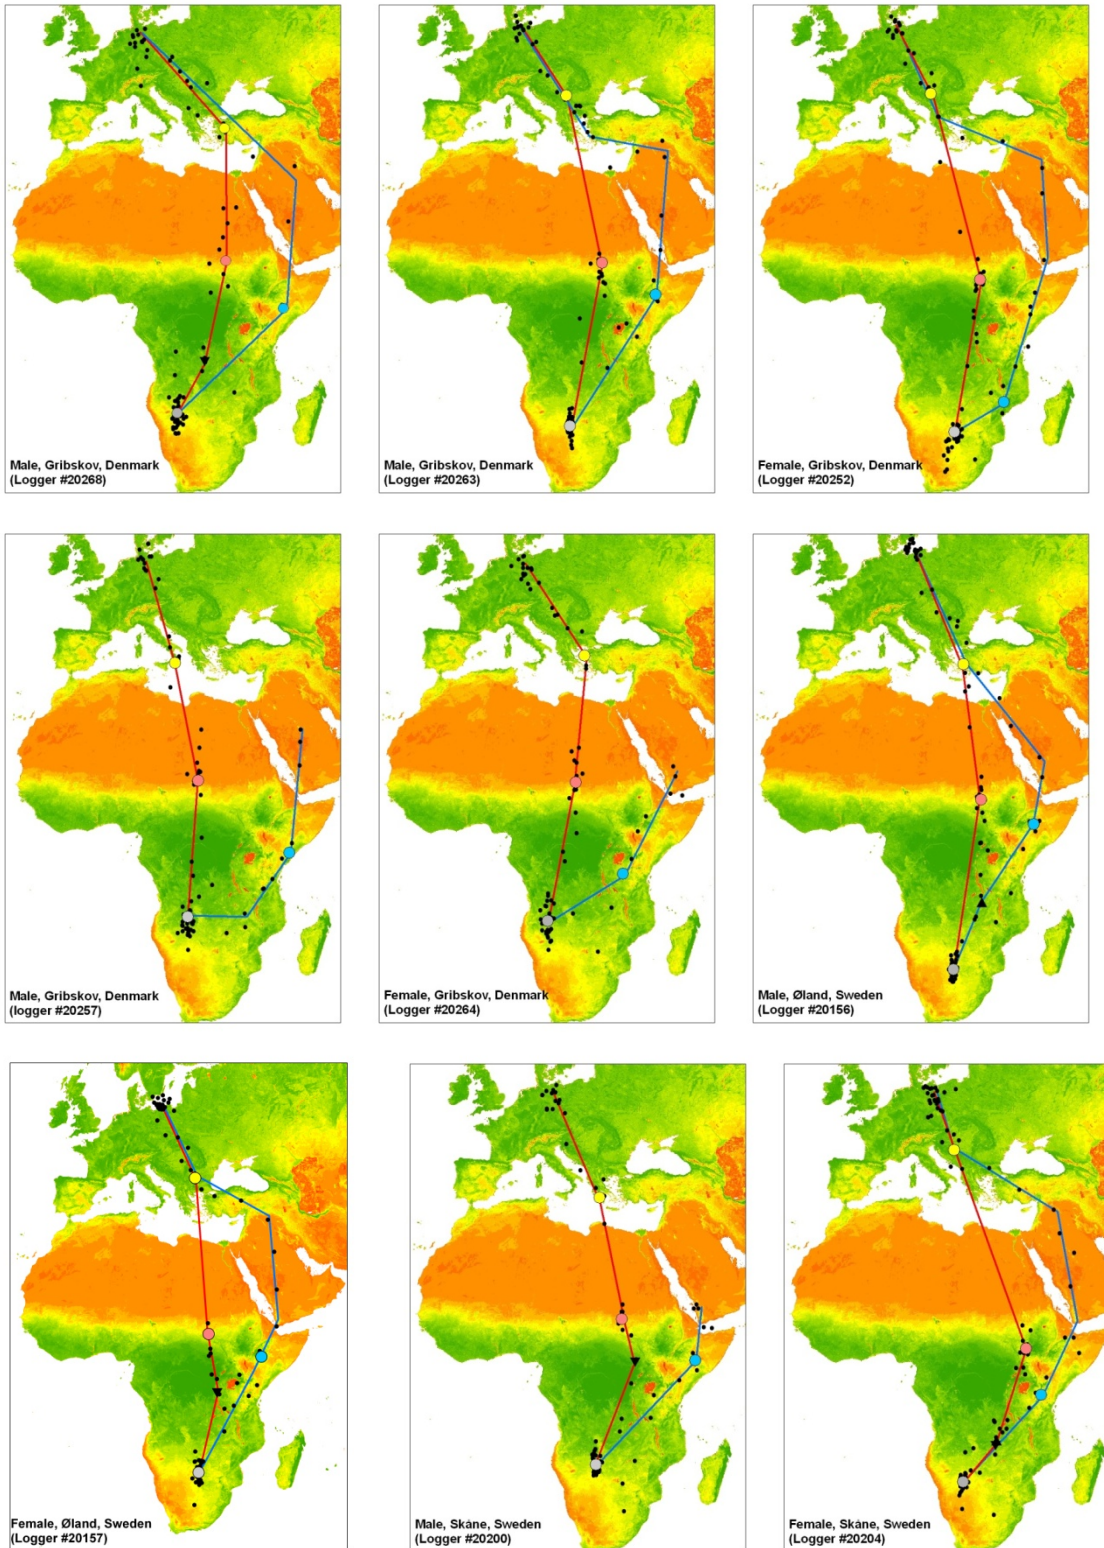 Male, Gribskov, Denmark
(Logger #20268)
Male, Gribskov, Denmark
(Logger #20263)
Female, Gribskov, Denmark
(Logger #20252)
Male, Gribskov, Denmark
(logger #20257)
Female, Gribskov, Denmark
(Logger #20264)
Male, Øland, Sweden
(Logger #20156)
Female, Øland, Sweden
(Logger #20157)
Male, Skåne, Sweden
(Logger #20200)
Female, Skåne, Sweden
(Logger #20204)